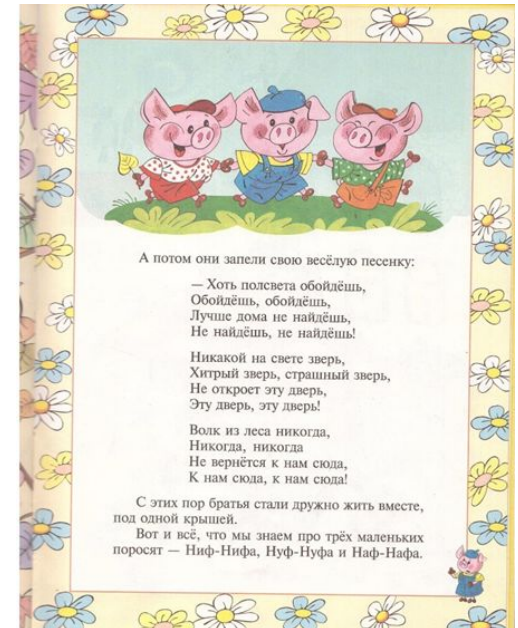 А потом они запели свою весёлую песенку:
— Хоть полсвета обойдёшь,
Обойдёшь, обойдёшь,
Лучше дома не найдёшь,
Не найдёшь, не найдёшь!
Никакой на свете зверь,
Хитрый зверь, страшный зверь,
Не откроет эту дверь,
Эту дверь, эту дверь!
Волк из леса никогда,
Никогда, никогда
Не вернётся к нам сюда,
К нам сюда, к нам сюда!
С этих пор братья стали дружно жить вместе,
под одной крышей.
Вот и всё, что мы знаем про трёх маленьких
поросят — Ниф-Нифа, Нуф-Нуфа и Наф-Нафа.